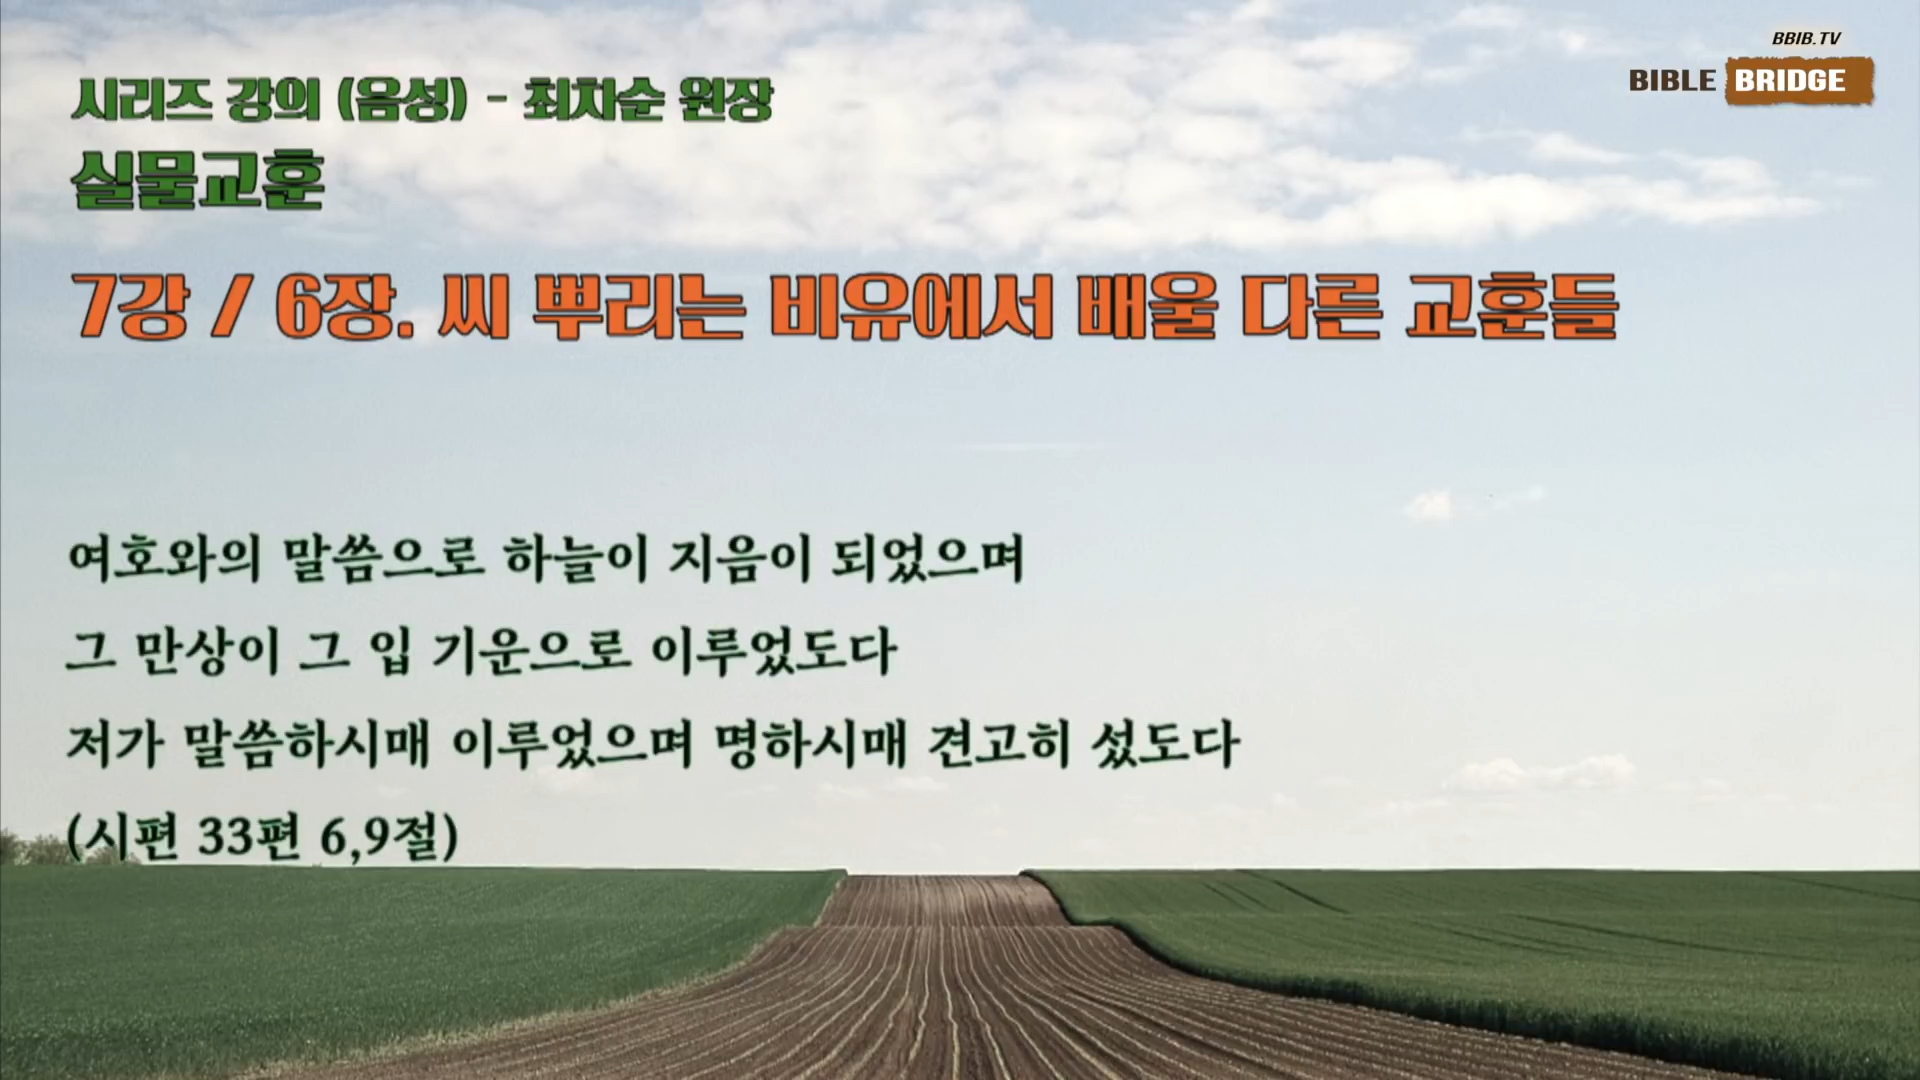 BBIB.TV
BIBLE BRIDGE
시리즈 강의 (음성) - 최차순 원장
실물교훈
7강 / 6장. 씨 뿌리는 비유에서 배울 다른 교훈들
여호와의 말씀으로 하늘이 지음이 되었으며
그 만상이 그 입 기운으로 이루었도다
저가 말씀하시매 이루었으며 명하시매 견고히 섰도다
(시편 33편 6,9절)